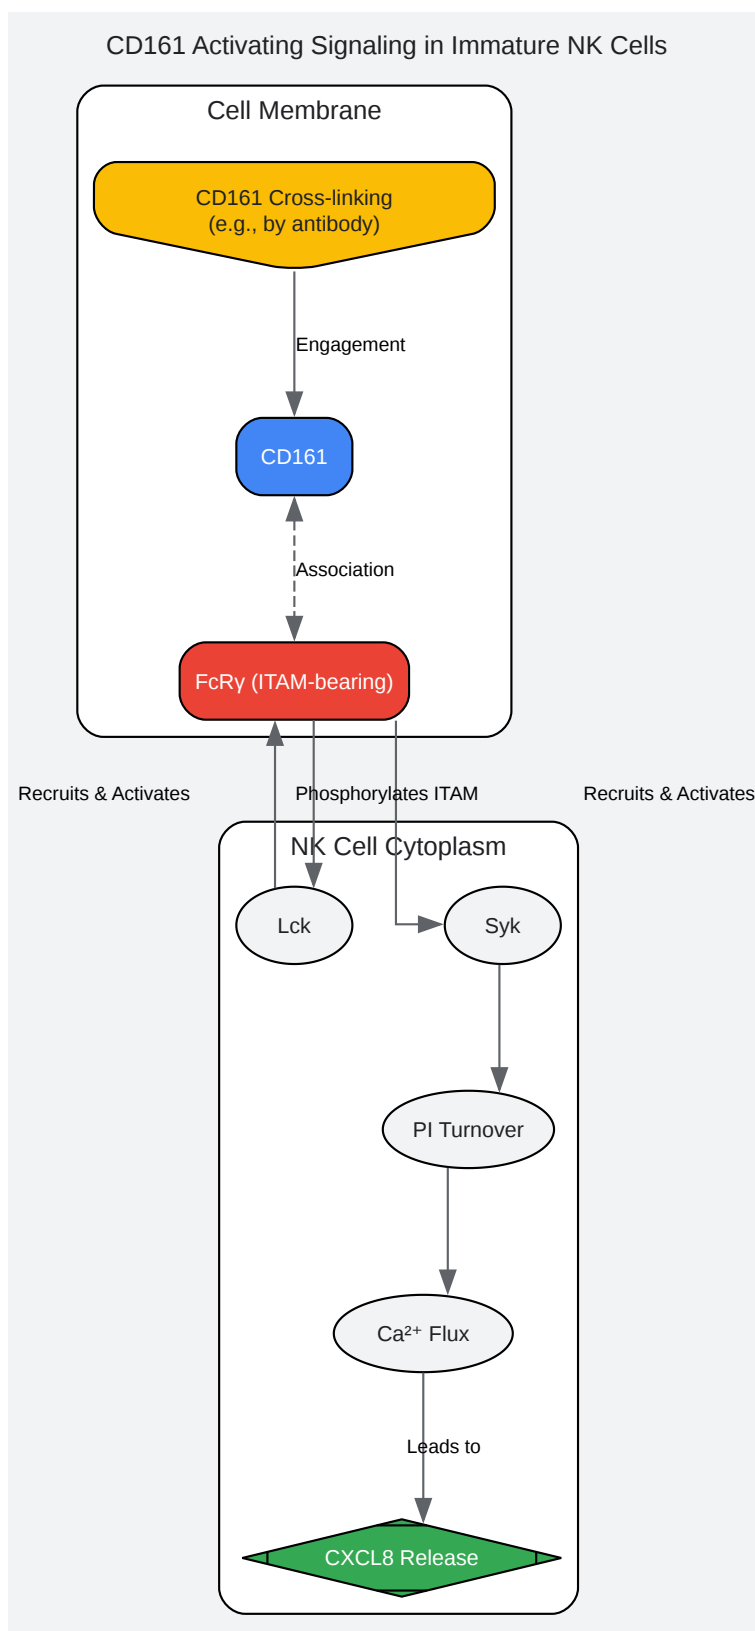 CD161 Activating Signaling in Immature NK Cells
Cell Membrane
CD161 Cross-linking
(e.g., by antibody)
Engagement
CD161
Association
FcRγ (ITAM-bearing)
Recruits & Activates
Phosphorylates ITAM
Recruits & Activates
NK Cell Cytoplasm
Lck
Syk
PI Turnover
Ca²⁺ Flux
Leads to
CXCL8 Release